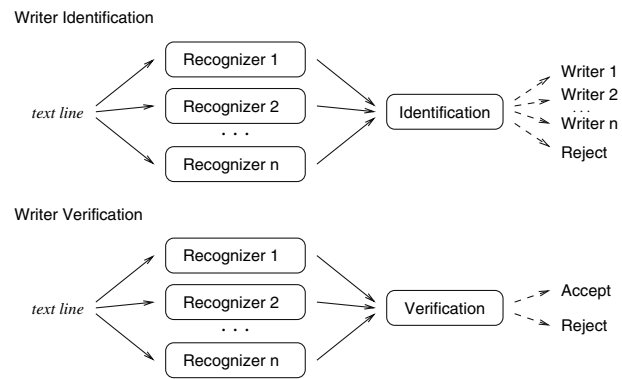 Writer Identification
Recognizer 1
Writer 1
text line
Recognizer 2
Identification
Writer 2
. . .
. . .
Writer n
Recognizer n
Reject
Writer Verification
Recognizer 1
Accept
text line
Recognizer 2
Verification
. . .
Reject
Recognizer n